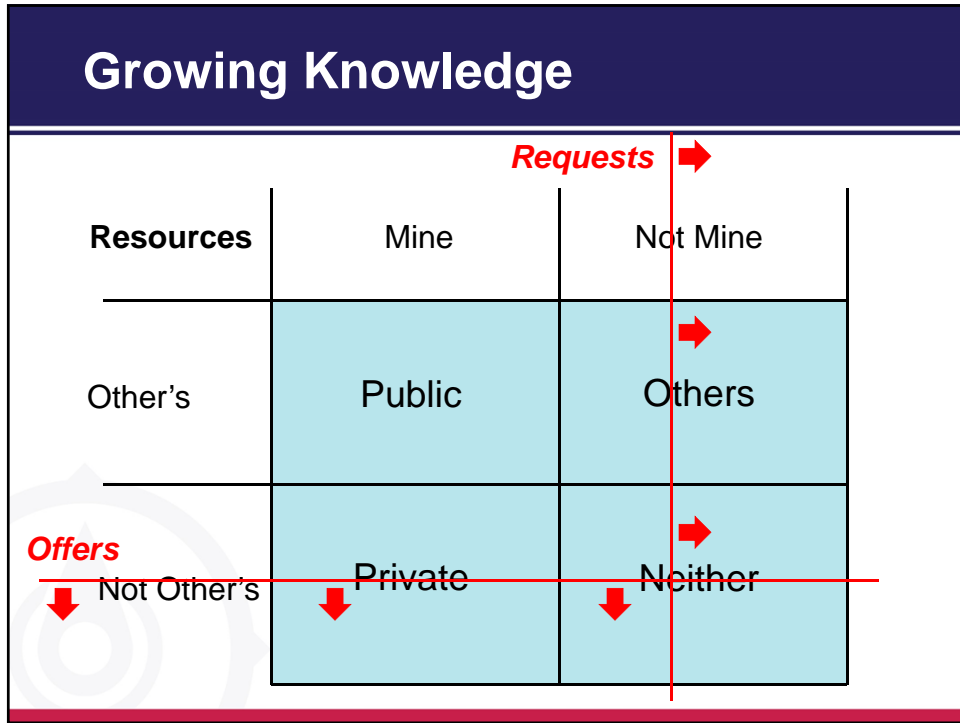 Growing Knowledge
Requests
Resources Mine Not Mine
Other's Public Others
Offers
Not Other's Private Neither